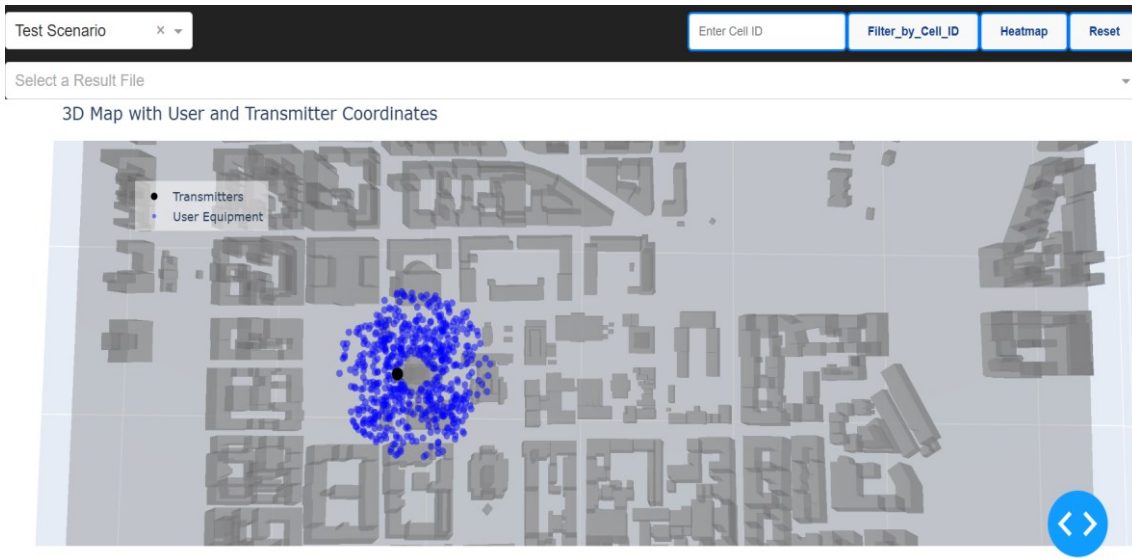 Test Scenario × Enter Cell ID Filter_by_Cell_ID Heatmap Reset
Select a Result File
3D Map with User and Transmitter Coordinates
Transmitters
User Equipment